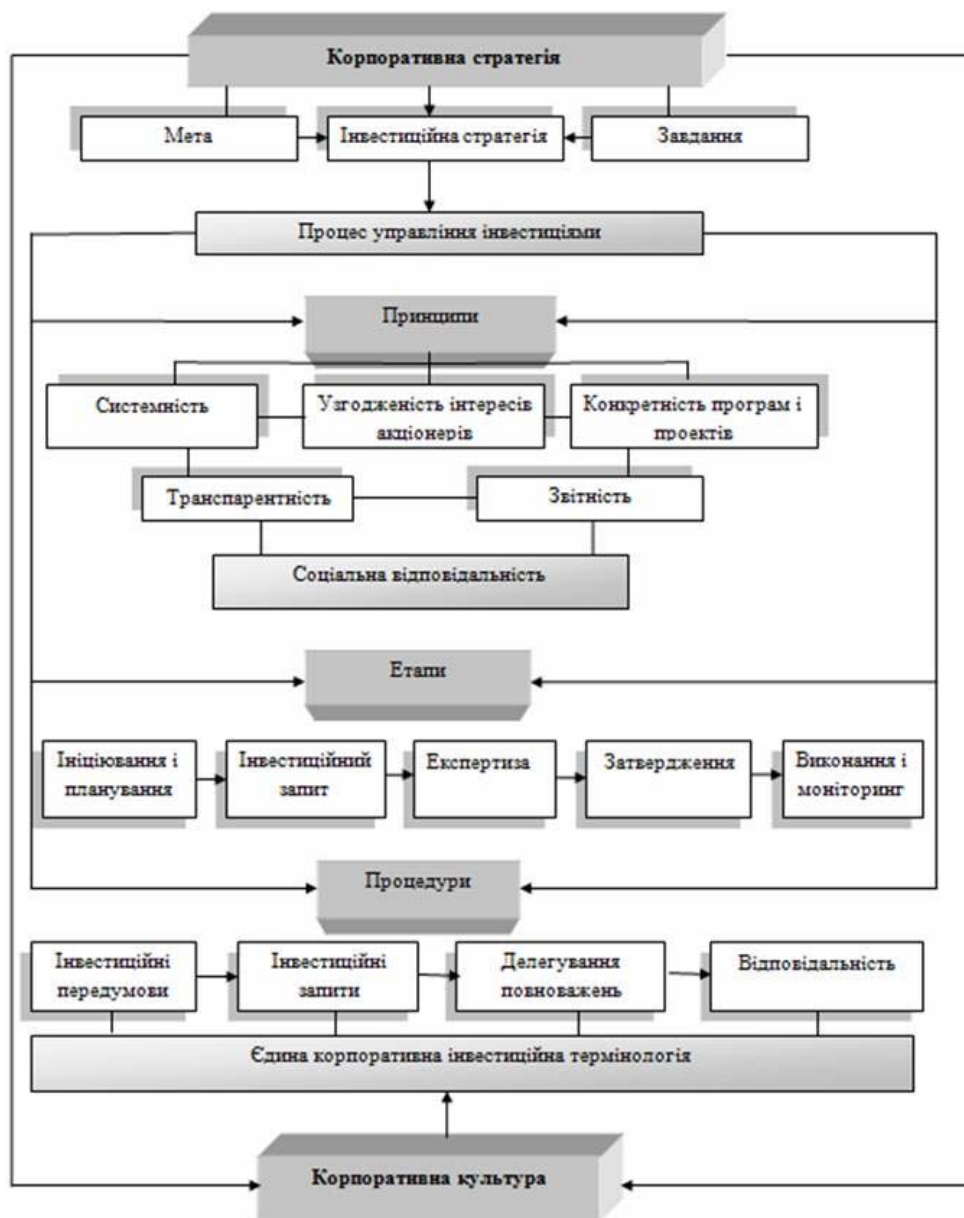 Корпоративна стратегія
Мета
Інвестиційна стратегія
Завдання
Процес управління інвестиціями
Принципи
Системність
Узгодженість інтересів
акціонерів
Конкретність програм і
проектів
Транспарентність
Звітність
Соціальна відповідальність
Етапи
Ініціювання і
планування
Інвестиційний
запит
Експертиза
Затвердження
Виконання і
моніторинг
Процедури
Інвестиційні
передумови
Інвестиційні
запити
Делегування
повноважень
Відповідальність
Єдина корпоративна інвестиційна термінологія
Корпоративна культура